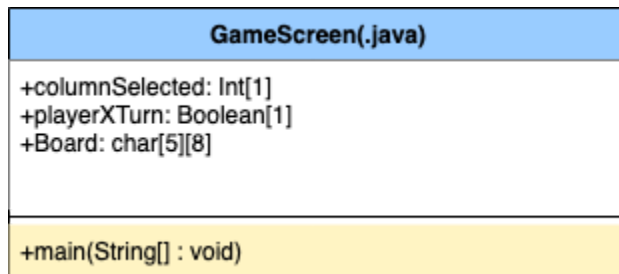 GameScreen(.java)
+columnSelected: Int[1]
+playerXTurn: Boolean[1]
+Board: char[5][8]
+main(String[] : void)